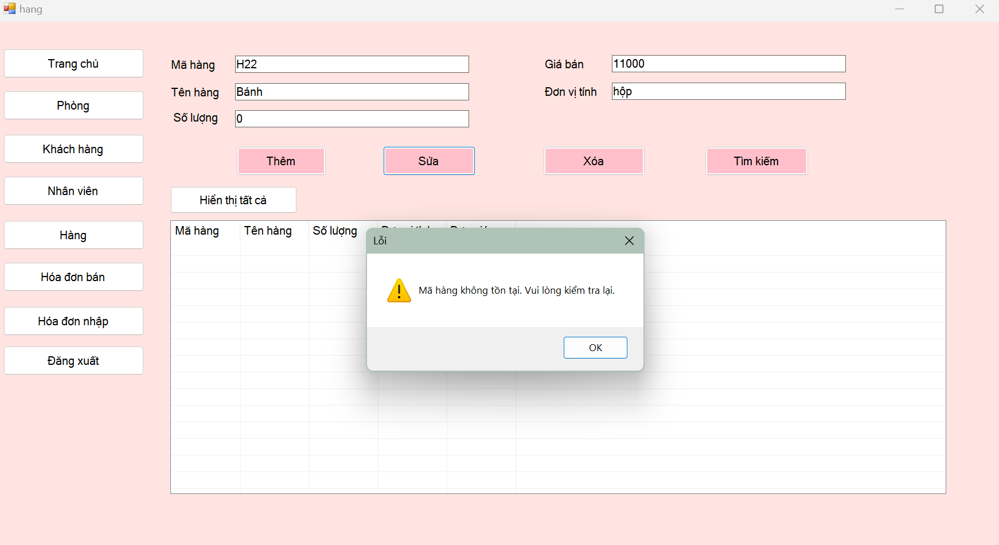 hang
Trang chủ
Phòng
Khách hàng
Nhân viên
Hàng
Hóa đơn bán
Hóa đơn nhập
Đăng xuất
Mã hàng H22
Tên hàng Bánh
Số lượng 0
Giá bán 11000
Đơn vị tính hộp
Thêm Sửa Xóa Tìm kiếm
Hiển thị tất cả
Mã hàng Tên hàng Số lượng
Lỗi
Mã hàng không tồn tại. Vui lòng kiểm tra lại.
OK